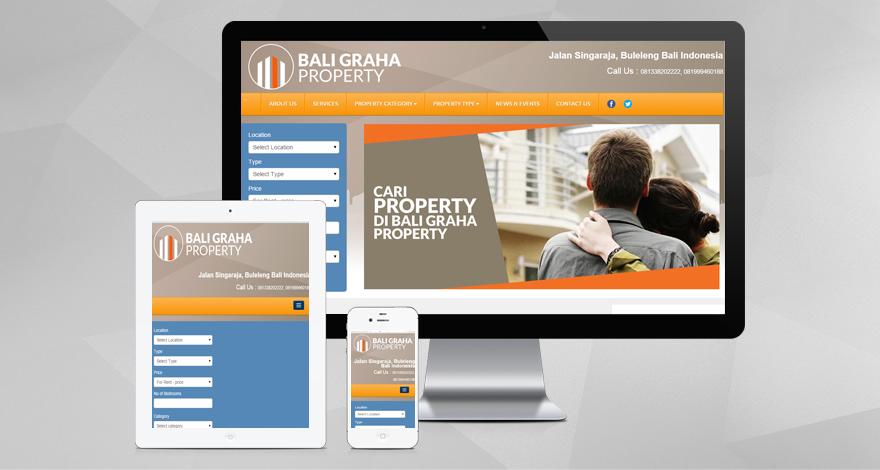 BALI GRAHA
PROPERTY
Jalan Singaraja, Buleleng Bali Indonesia
Call Us : 081338202222, 081999460188
ABOUT US
SERVICES
PROPERTY CATEGORY
PROPERTY TYPE
NEWS & EVENTS
CONTACT US
Location
Select Location
Type
Select Type
Price
CARI
PROPERTY
DI BALI GRAHA
PROPERTY
BALI GRAHA
PROPERTY
Jalan Singaraja, Buleleng Bali Indonesia
Call Us : 081338202222, 08199946018
Location
Select Location
Type
Select Type
Price
For Rent - price
No of Bedrooms
Category
Select category
BALI GRAHA
PROPERTY
Jalan Singaraja, Buleleng
Bali Indonesia
Call Us : 081338202222,
081999460188
Location
Select Location
Type